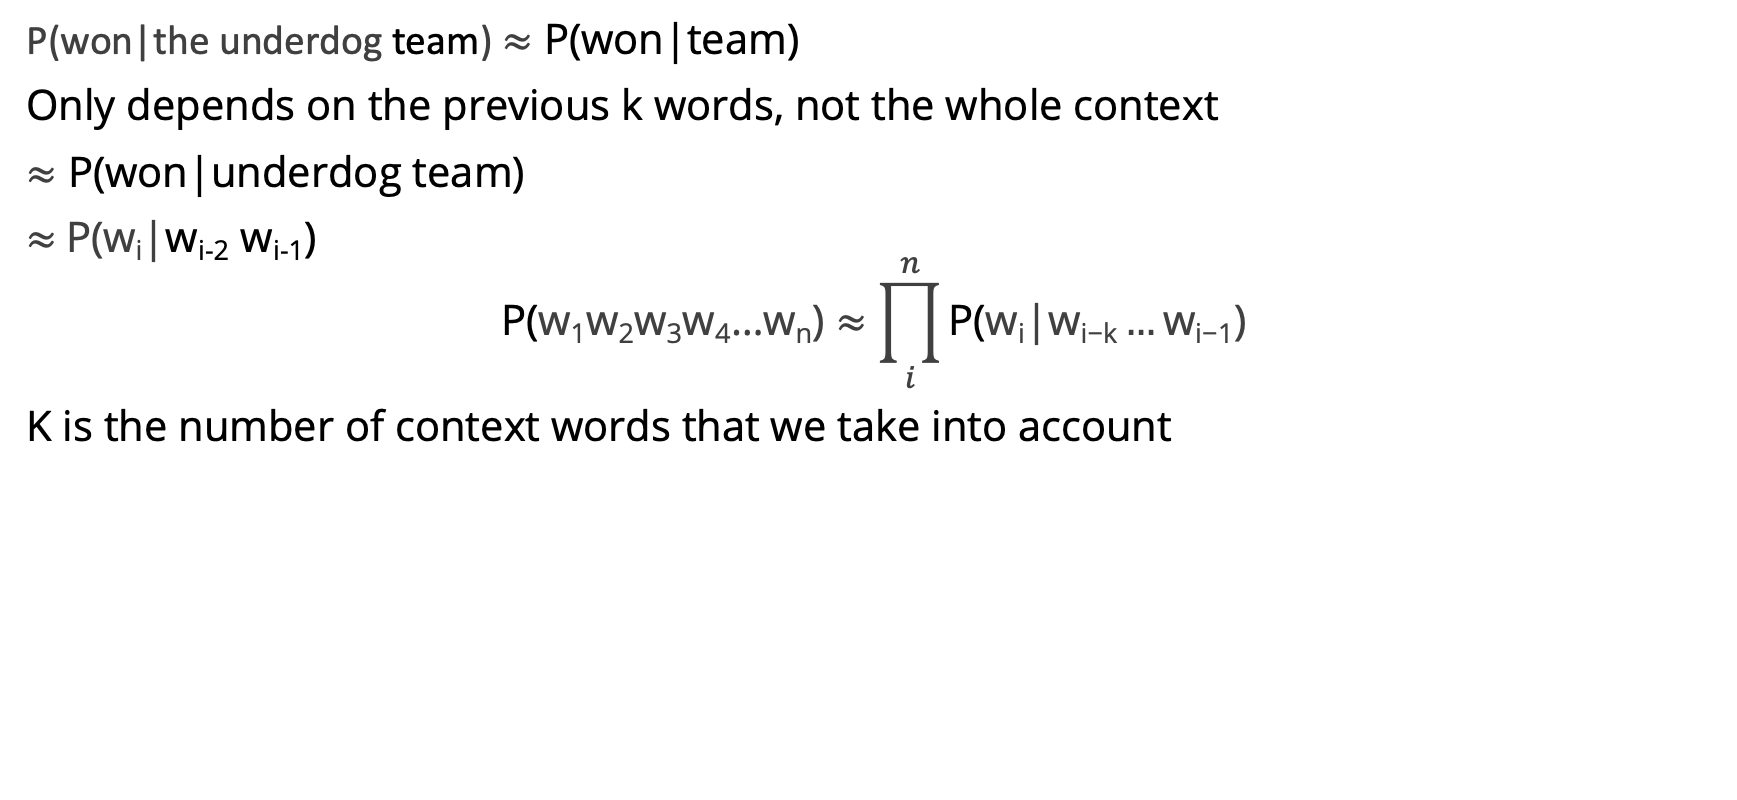 P(won|the underdog team) ≈ P(won|team)
Only depends on the previous k words, not the whole context
≈ P(won|underdog team)
≈ P(wᵢ|wᵢ₋₂ wᵢ₋₁)
P(w₁w₂w₃w₄...wₙ) ≈ ∏ᵢⁿ P(wᵢ|wᵢ₋ₖ ... wᵢ₋₁)
K is the number of context words that we take into account